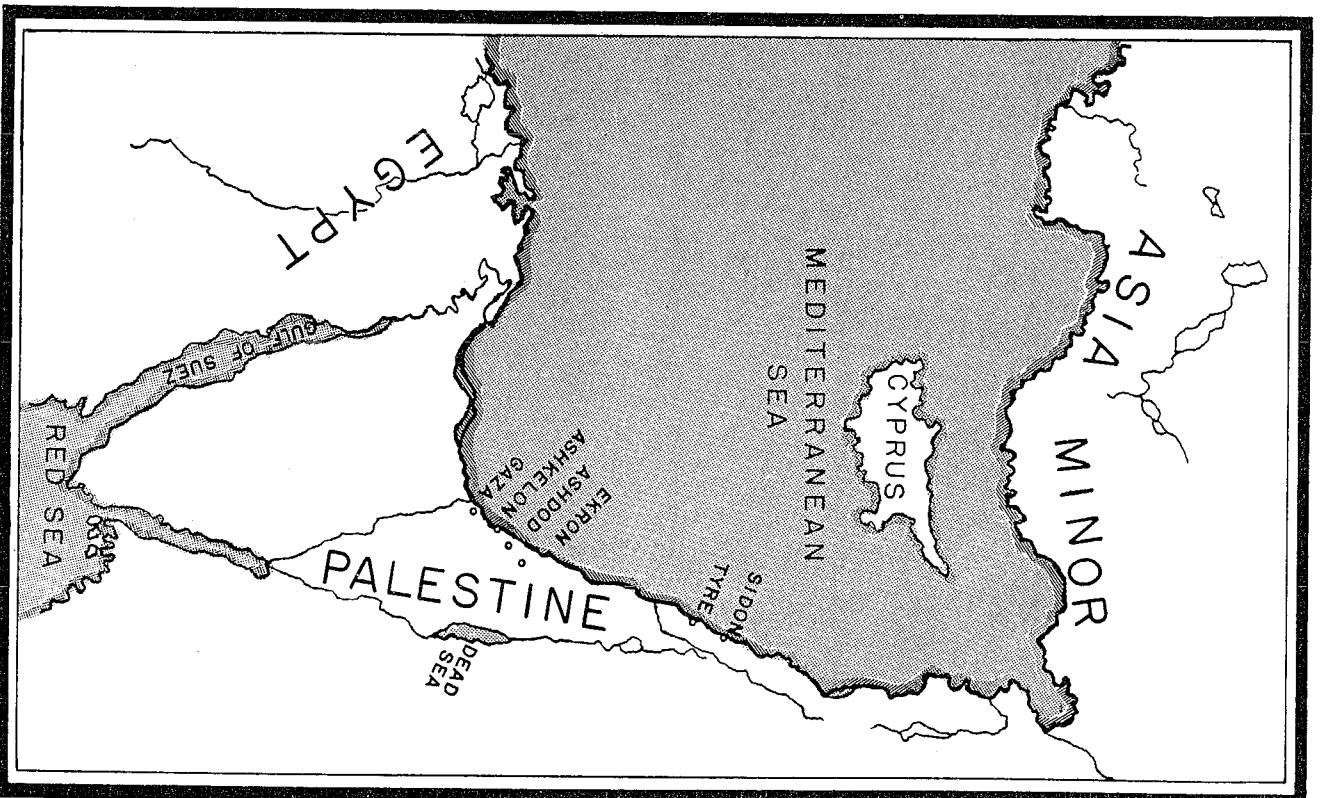 EGYPT
GULF OF SUEZ
RED SEA
MEDITERRANEAN
SEA
CYPRUS
ASIA
MINOR
GAZA
ASHKELON
ASHDOD
EKRON
TYRE
SIDON
PALESTINE
DEAD
SEA